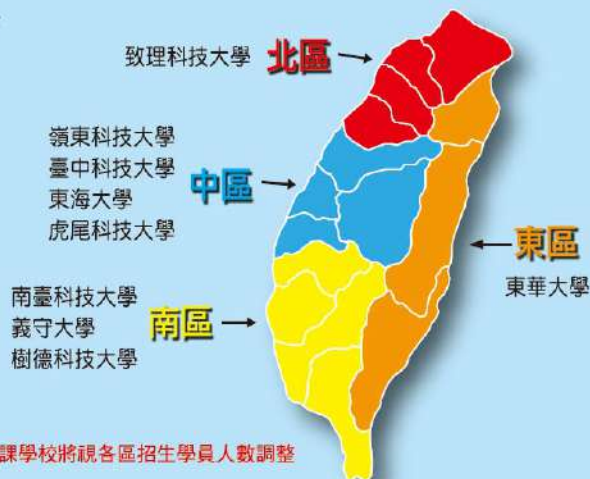 致理科技大學 北區
嶺東科技大學
臺中科技大學
東海大學
虎尾科技大學
中區
東區
東華大學
南臺科技大學
義守大學
樹德科技大學
南區
課學校將視各區招生學員人數調整